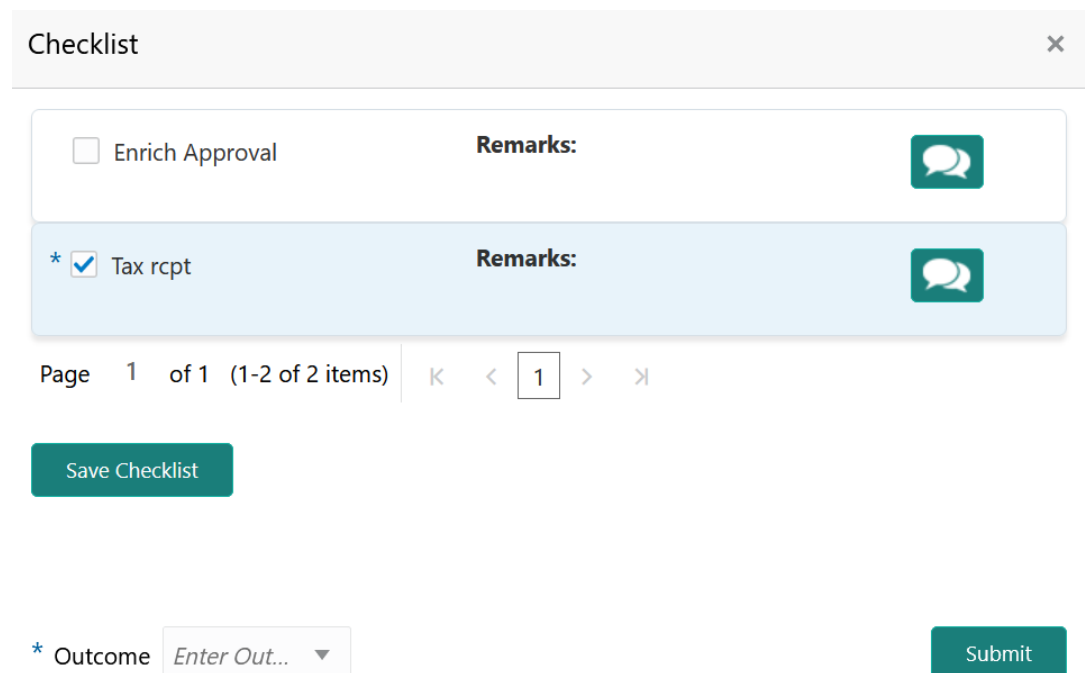 Checklist ×
Enrich Approval Remarks:
* Tax rcpt Remarks:
Page 1 of 1 (1-2 of 2 items) 1
Save Checklist
* Outcome Enter Out... Submit